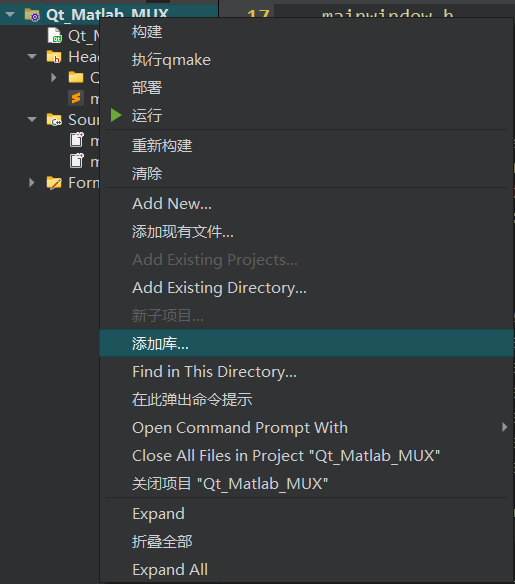 Qt_Matlab_MUX
17 mainwindow.h
构建
Qt_M
执行qmake
Head
部署
运行
重新构建
Sour
清除
Form
Add New...
添加现有文件...
Add Existing Projects...
Add Existing Directory...
新子项目...
添加库...
Find in This Directory...
在此弹出命令提示
Open Command Prompt With
Close All Files in Project "Qt_Matlab_MUX"
关闭项目 "Qt_Matlab_MUX"
Expand
折叠全部
Expand All